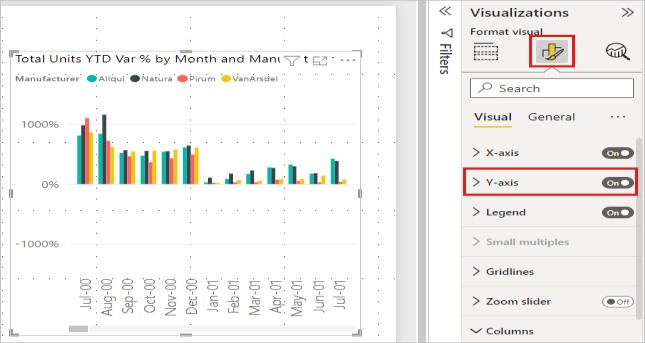 Total Units YTD Var % by Month and Manu t
Manufacturer Aliqui Natura Pirum VanArsdel
1000%
0%
-1000%
Jul-00
Aug-00
Sep-00
Oct-00
Nov-00
Dec-00
Jan-01
Feb-01
Mar-01
Apr-01
May-01
Jun-01
Jul-01
Filters
Visualizations
Format visual
Search
Visual General
X-axis On
Y-axis On
Legend On
Small multiples
Gridlines
Zoom slider Off
Columns